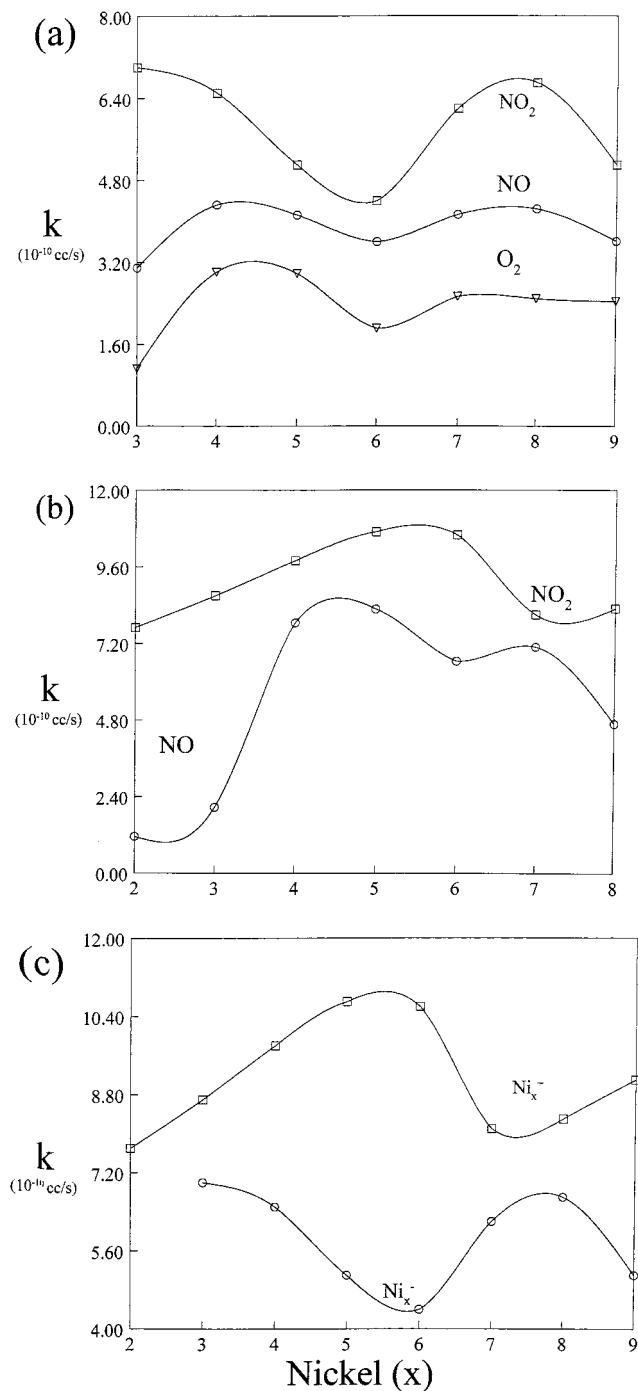 (a)
8.00
6.40
4.80
3.20
1.60
0.00
k
(10⁻¹⁰ cc/s)
NO₂
NO
O₂
3 4 5 6 7 8 9
(b)
12.00
9.60
7.20
4.80
2.40
0.00
k
(10⁻¹⁰ cc/s)
NO₂
NO
2 3 4 5 6 7 8
(c)
12.00
10.40
8.80
7.20
5.60
4.00
k
(10⁻¹⁰ cc/s)
Niₓ⁻
Niₓ⁻
2 3 4 5 6 7 8 9
Nickel (x)